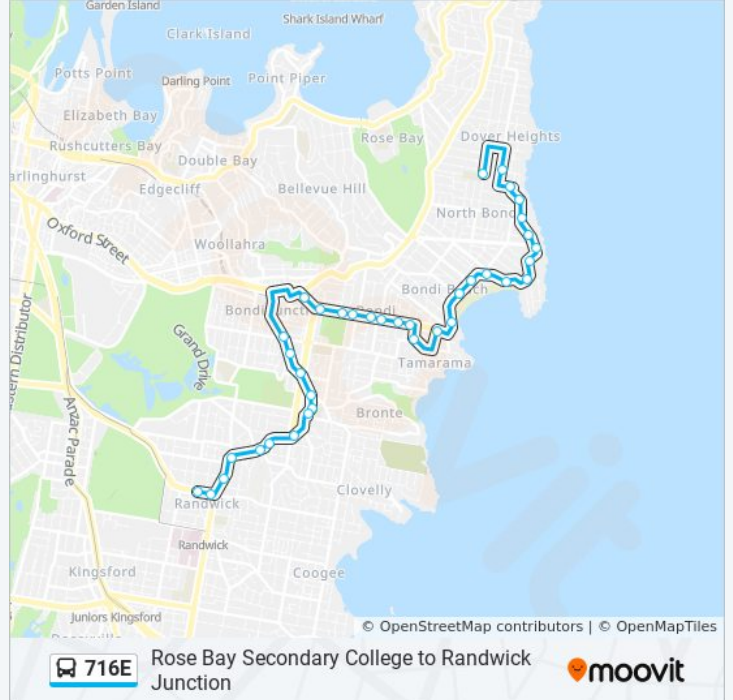 Garden Island
Shark Island Wharf
Clark Island
Potts Point
Darling Point
Point Piper
Elizabeth Bay
Rushcutters Bay
Rose Bay
Dover Heights
Double Bay
arlinghurst
Edgecliff
Bellevue Hill
North Bond
Oxford Street
Woollahra
Bondi Beach
Bondi Junction
Bondi
stern Distributor
Grand Drive
Tamarama
Anzac Parade
Bronte
Clovelly
Randwick
Randwick
Kingsford
Coogee
Juniors Kingsford
© OpenStreetMap contributors | © OpenMapTiles
716E
Rose Bay Secondary College to Randwick
Junction
moovit